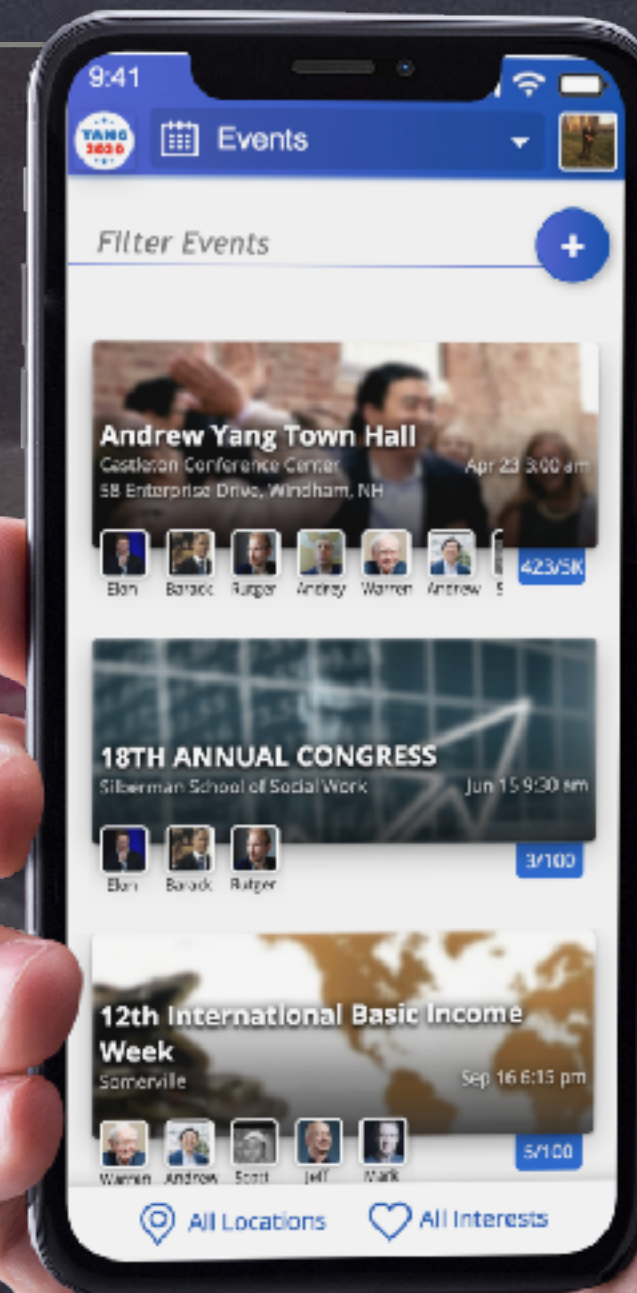 9:41
YANG
2020
Events
Filter Events
+
Andrew Yang Town Hall
Castleton Conference Center
Apr 23 3:00 am
58 Enterprise Drive, Windham, NH
Elon Barack Rutger Andrey Warren Andrew S
423/5K
18TH ANNUAL CONGRESS
Silberman School of Social Work
Jun 15 9:30 am
3/100
Elon Barack Rutger
12th International Basic Income
Week
Somerville
Sep 16 6:15 pm
5/100
Warren Andrew Scott Jeff Mark
All Locations All Interests